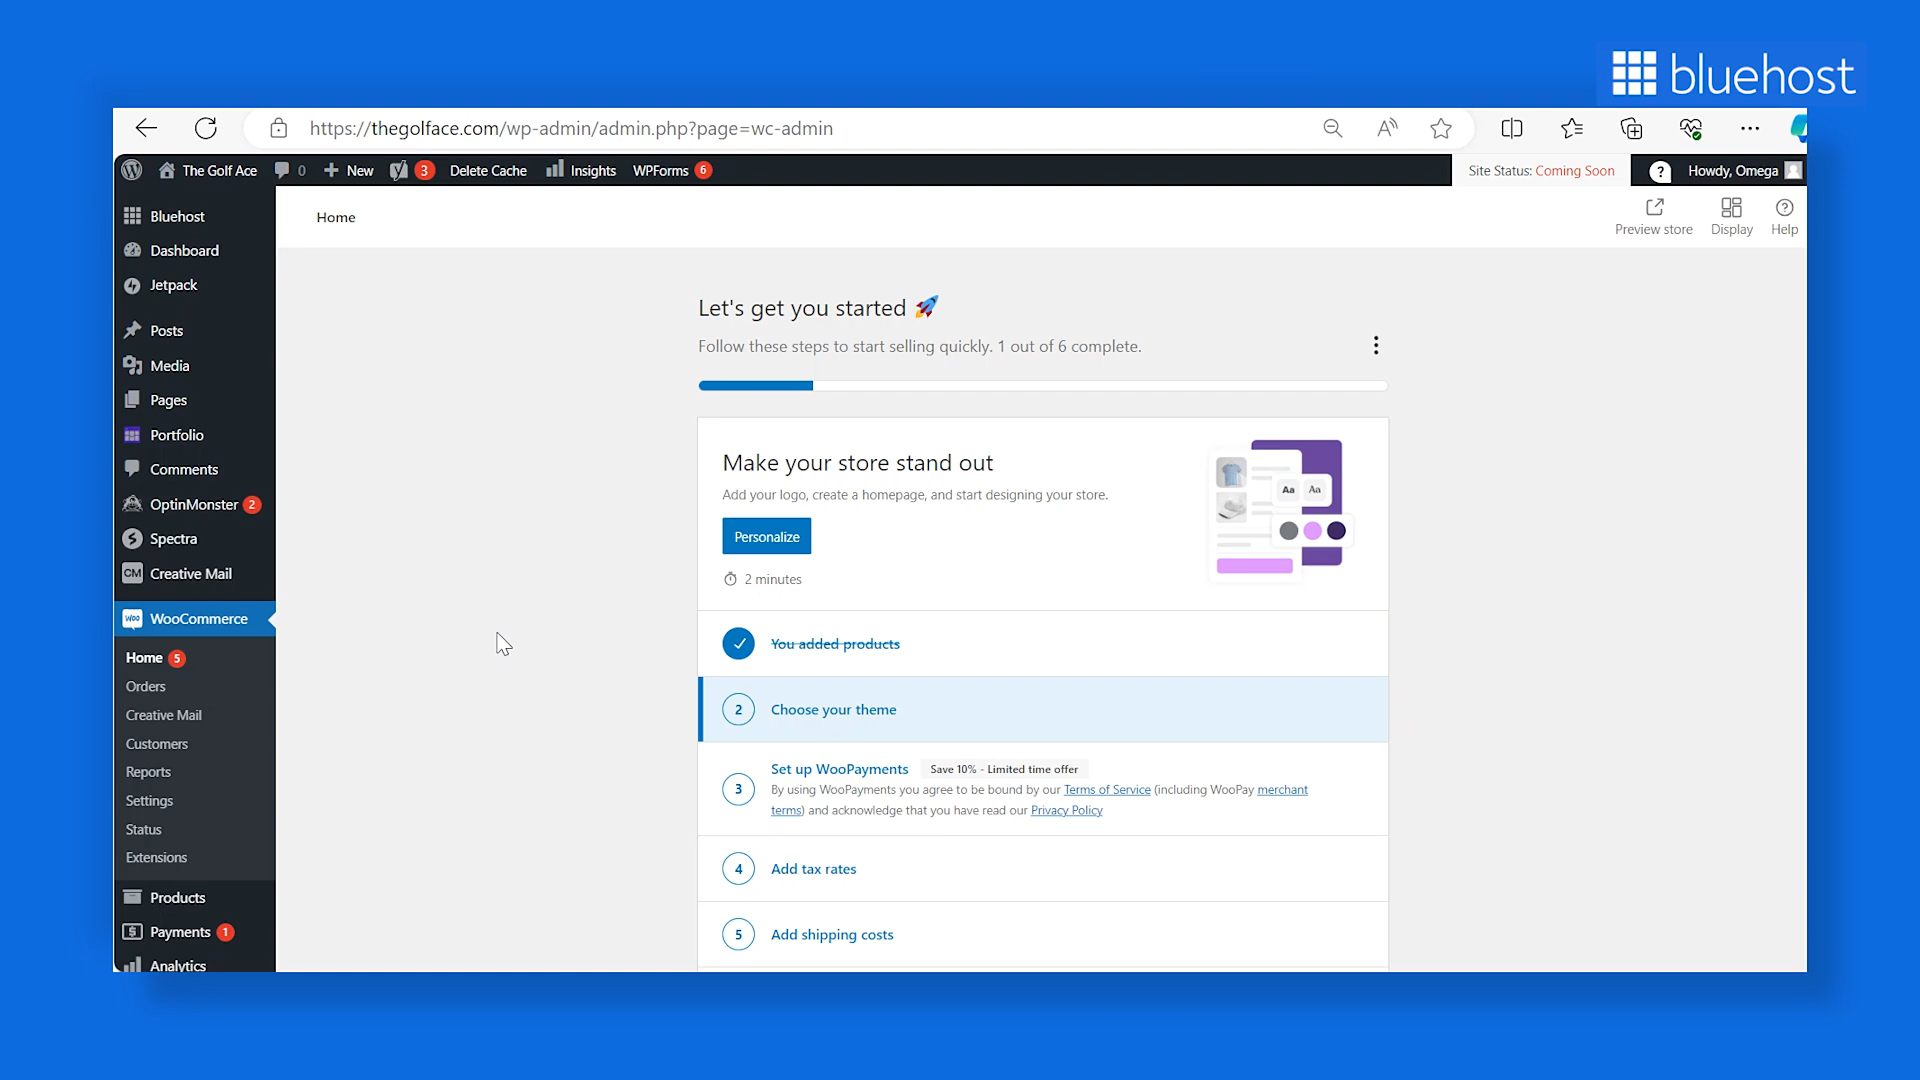 bluehost
https://thegolface.com/wp-admin/admin.php?page=wc-admin
The Golf Ace 0 New 3 Delete Cache Insights WPForms 6 Site Status: Coming Soon ? Howdy, Omega
Home
Preview store Display Help
Bluehost
Dashboard
Jetpack
Posts
Media
Pages
Portfolio
Comments
OptinMonster 2
Spectra
CM Creative Mail
Woo WooCommerce
Home 5
Orders
Creative Mail
Customers
Reports
Settings
Status
Extensions
Products
Payments 1
Analytics
Let's get you started 🚀
Follow these steps to start selling quickly. 1 out of 6 complete.
Make your store stand out
Add your logo, create a homepage, and start designing your store.
Personalize
2 minutes
Aa Aa
You added products
2 Choose your theme
3 Set up WooPayments Save 10% - Limited time offer
By using WooPayments you agree to be bound by our Terms of Service (including WooPay merchant
terms) and acknowledge that you have read our Privacy Policy
4 Add tax rates
5 Add shipping costs